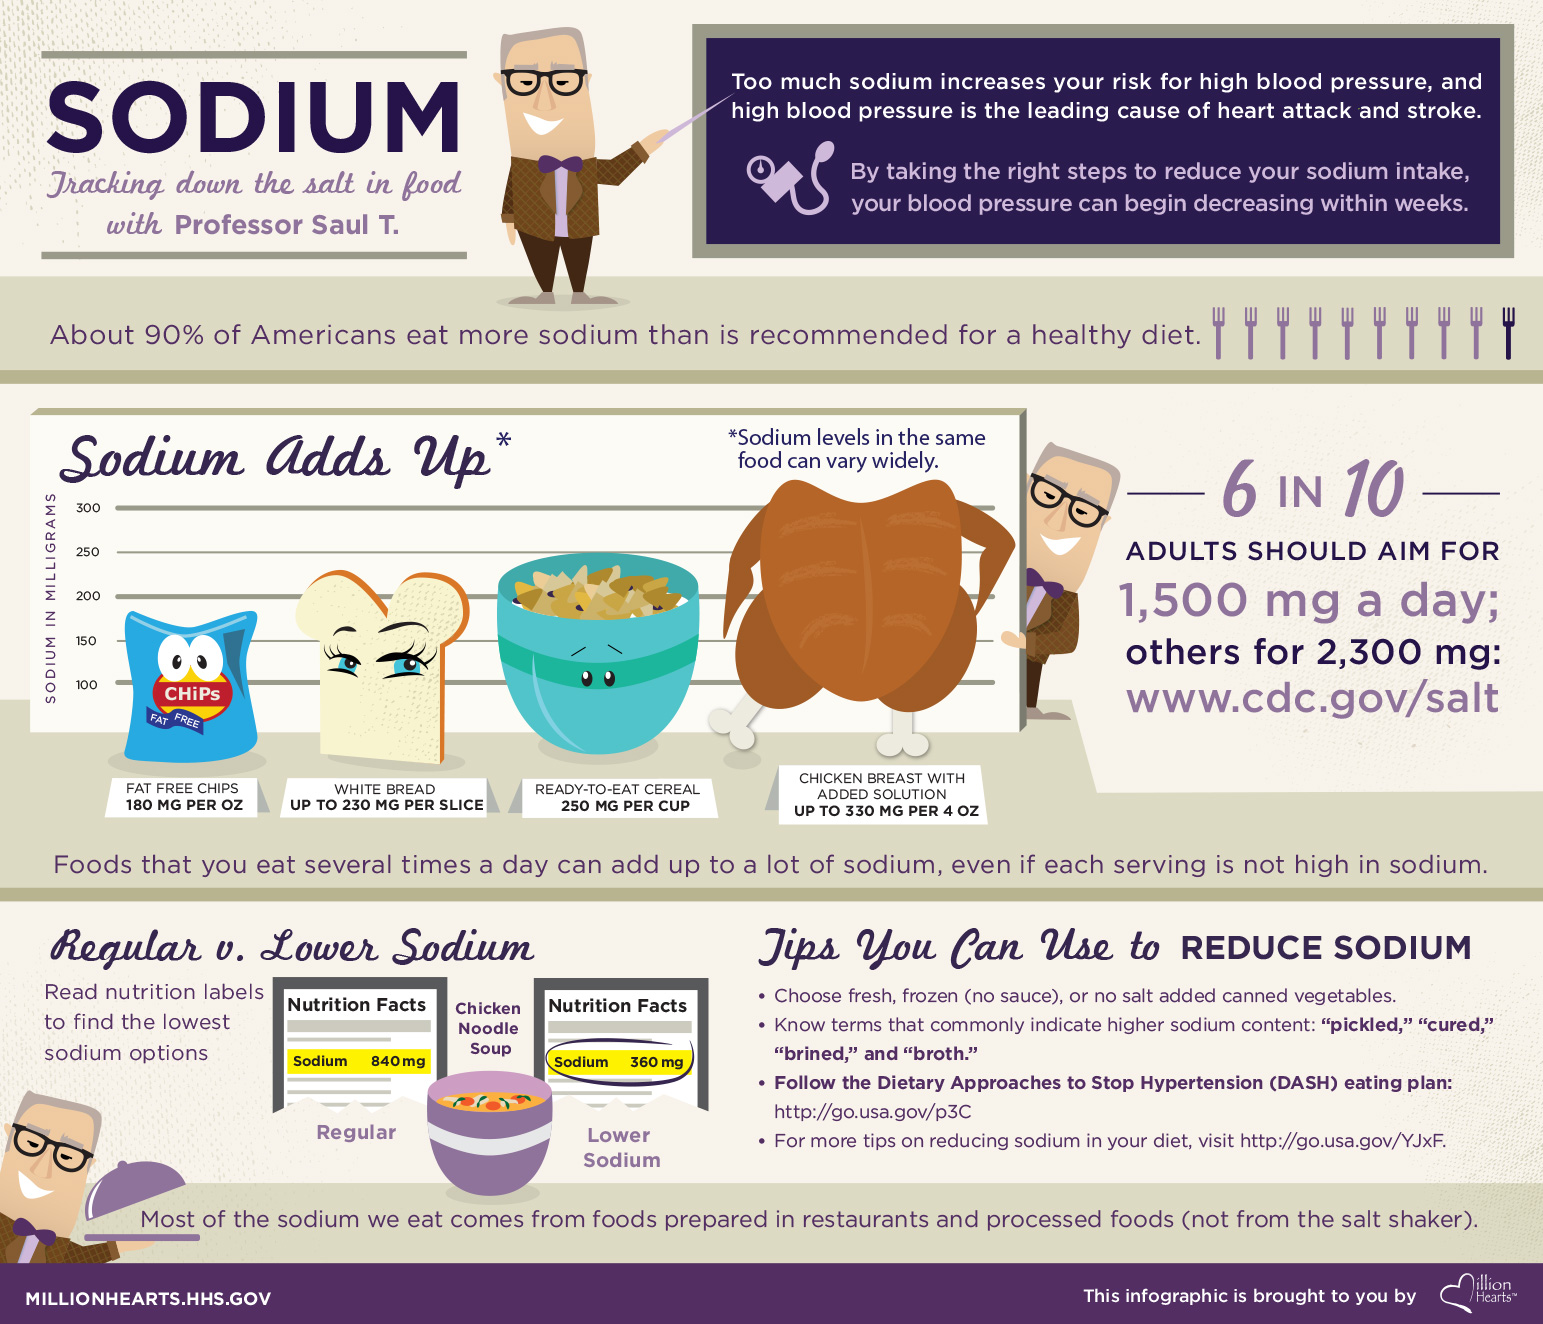 SODIUM
Tracking down the salt in food
with Professor Saul T.
Too much sodium increases your risk for high blood pressure, and
high blood pressure is the leading cause of heart attack and stroke.
By taking the right steps to reduce your sodium intake,
your blood pressure can begin decreasing within weeks.
About 90% of Americans eat more sodium than is recommended for a healthy diet.
Sodium Adds Up*
*Sodium levels in the same
food can vary widely.
SODIUM IN MILLIGRAMS
300
250
200
150
100
CHiPs
FAT FREE
FAT FREE CHIPS
180 MG PER OZ
WHITE BREAD
UP TO 230 MG PER SLICE
READY-TO-EAT CEREAL
250 MG PER CUP
CHICKEN BREAST WITH
ADDED SOLUTION
UP TO 330 MG PER 4 OZ
6 IN 10
ADULTS SHOULD AIM FOR
1,500 mg a day;
others for 2,300 mg:
www.cdc.gov/salt
Foods that you eat several times a day can add up to a lot of sodium, even if each serving is not high in sodium.
Regular v. Lower Sodium
Read nutrition labels
to find the lowest
sodium options
Nutrition Facts
Sodium 840 mg
Regular
Chicken
Noodle
Soup
Nutrition Facts
Sodium 360 mg
Lower
Sodium
Tips You Can Use to REDUCE SODIUM
• Choose fresh, frozen (no sauce), or no salt added canned vegetables.
• Know terms that commonly indicate higher sodium content: “pickled,” “cured,”
“brined,” and “broth.”
• Follow the Dietary Approaches to Stop Hypertension (DASH) eating plan:
http://go.usa.gov/p3C
• For more tips on reducing sodium in your diet, visit http://go.usa.gov/YJxF.
Most of the sodium we eat comes from foods prepared in restaurants and processed foods (not from the salt shaker).
MILLIONHEARTS.HHS.GOV
This infographic is brought to you by
Million
Hearts™